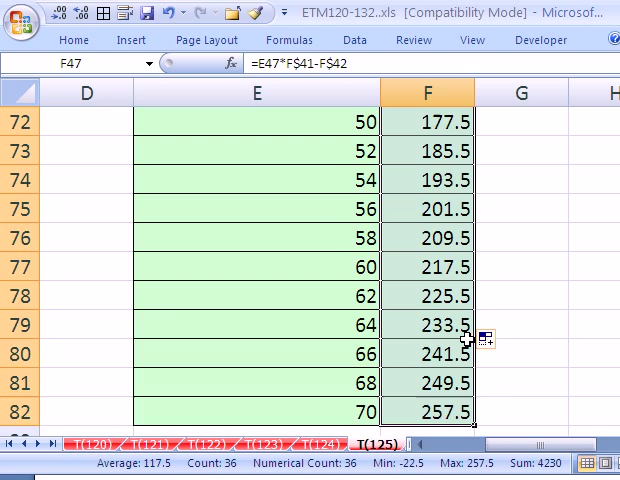 ETM120-132..xls [Compatibility Mode] - Microsof...
Home Insert Page Layout Formulas Data Review View Developer
F47 fx =E47*F$41-F$42
D E F G H
72 50 177.5
73 52 185.5
74 54 193.5
75 56 201.5
76 58 209.5
77 60 217.5
78 62 225.5
79 64 233.5
80 66 241.5
81 68 249.5
82 70 257.5
T(120) T(121) T(122) T(123) T(124) T(125)
Average: 117.5 Count: 36 Numerical Count: 36 Min: -22.5 Max: 257.5 Sum: 4230